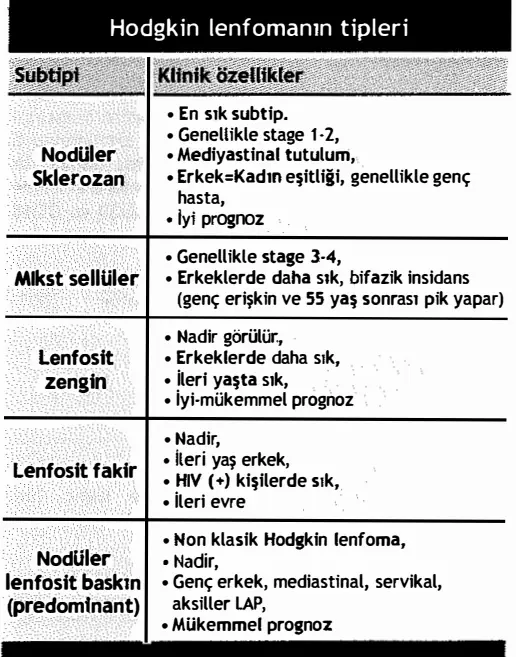 Hodgkin lenfomanın tipleri
Subtipi
Klinik özellikler
Nodüler
Sklerozan
• En sık subtip.
• Genellikle stage 1-2,
• Mediyastinal tutulum,
• Erkek=Kadın eşitliği, genellikle genç
hasta,
• İyi prognoz
Mikst sellüler
• Genellikle stage 3-4,
• Erkeklerde daha sık, bifazik insidans
(genç erişkin ve 55 yaş sonrası pik yapar)
Lenfosit
zengin
• Nadir görülür.,
• Erkeklerde daha sık,
• İleri yaşta sık,
• İyi-mükemmel prognoz
Lenfosit fakir
• Nadir,
• İleri yaş erkek,
• HIV (+) kişilerde sık,
• İleri evre
Nodüler
lenfosit baskın
(predominant)
• Non klasik Hodgkin lenfoma,
• Nadir,
• Genç erkek, mediastinal, servikal,
aksiller LAP,
• Mükemmel prognoz